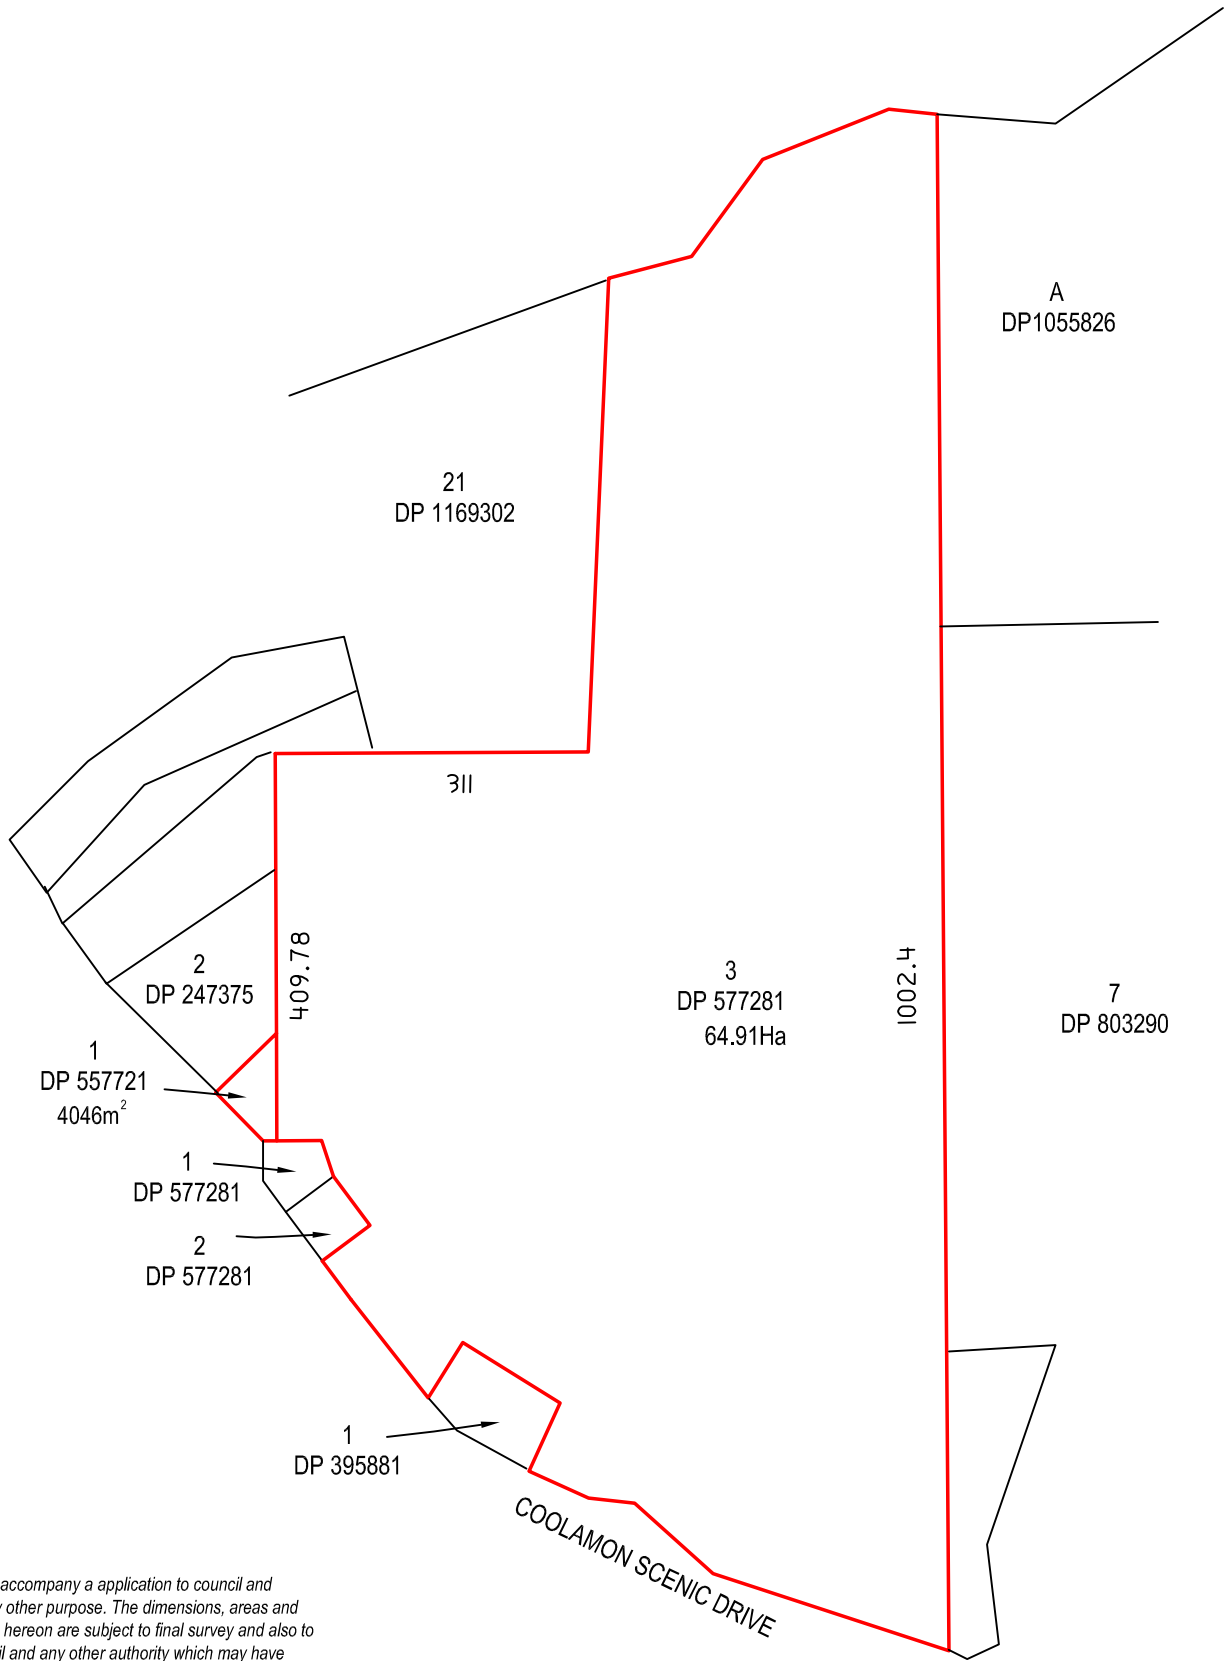 A
DP1055826
21
DP 1169302
311
409.78
2
DP 247375
3
DP 577281
64.91Ha
1002.4
7
DP 803290
1
DP 557721
4046m²
1
DP 577281
2
DP 577281
1
DP 395881
COOLAMON SCENIC DRIVE
accompany a application to council and
other purpose. The dimensions, areas and
hereon are subject to final survey and also to
and any other authority which may have